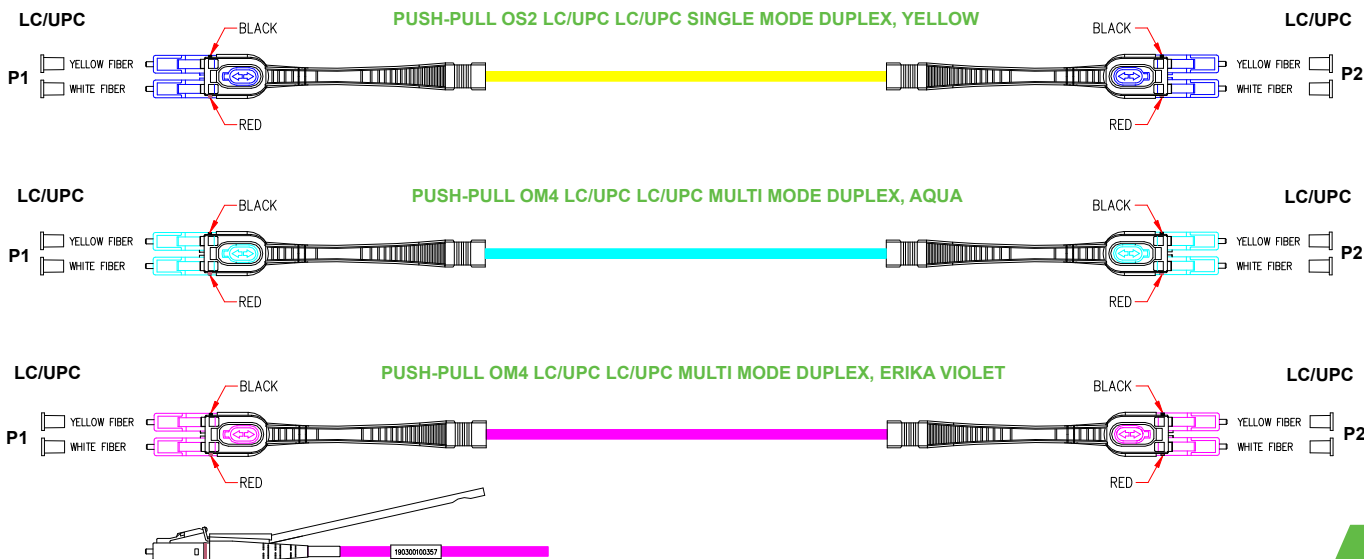 LC/UPC PUSH-PULL OS2 LC/UPC LC/UPC SINGLE MODE DUPLEX, YELLOW LC/UPC
BLACK BLACK
P1 YELLOW FIBER YELLOW FIBER P2
WHITE FIBER WHITE FIBER
RED RED
LC/UPC PUSH-PULL OM4 LC/UPC LC/UPC MULTI MODE DUPLEX, AQUA LC/UPC
BLACK BLACK
P1 YELLOW FIBER YELLOW FIBER P2
WHITE FIBER WHITE FIBER
RED RED
LC/UPC PUSH-PULL OM4 LC/UPC LC/UPC MULTI MODE DUPLEX, ERIKA VIOLET LC/UPC
BLACK BLACK
P1 YELLOW FIBER YELLOW FIBER P2
WHITE FIBER WHITE FIBER
RED RED
190300100357